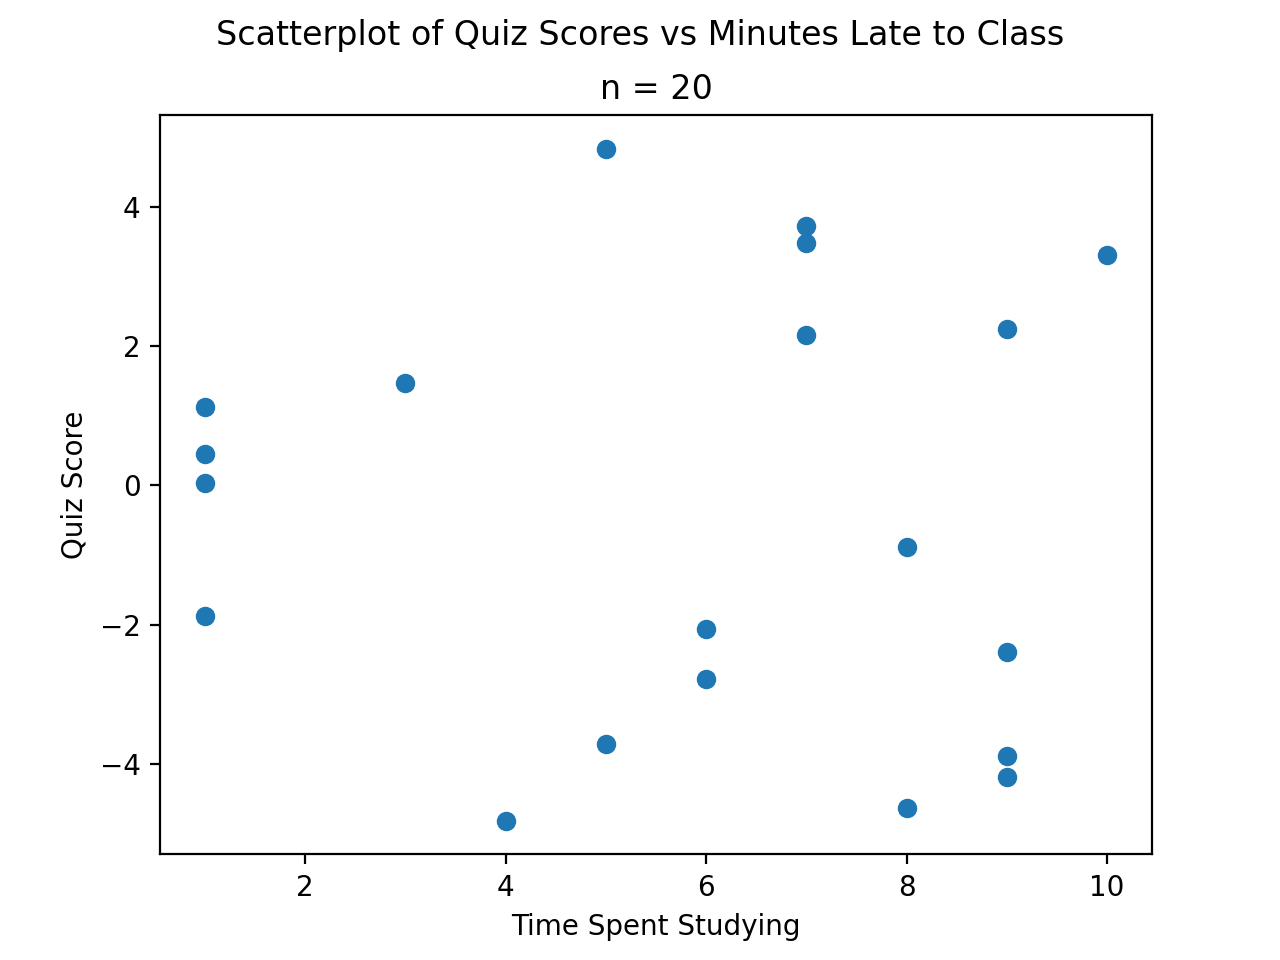 Scatterplot of Quiz Scores vs Minutes Late to Class
n = 20
4
2
0
−2
−4
Quiz Score
2 4 6 8 10
Time Spent Studying